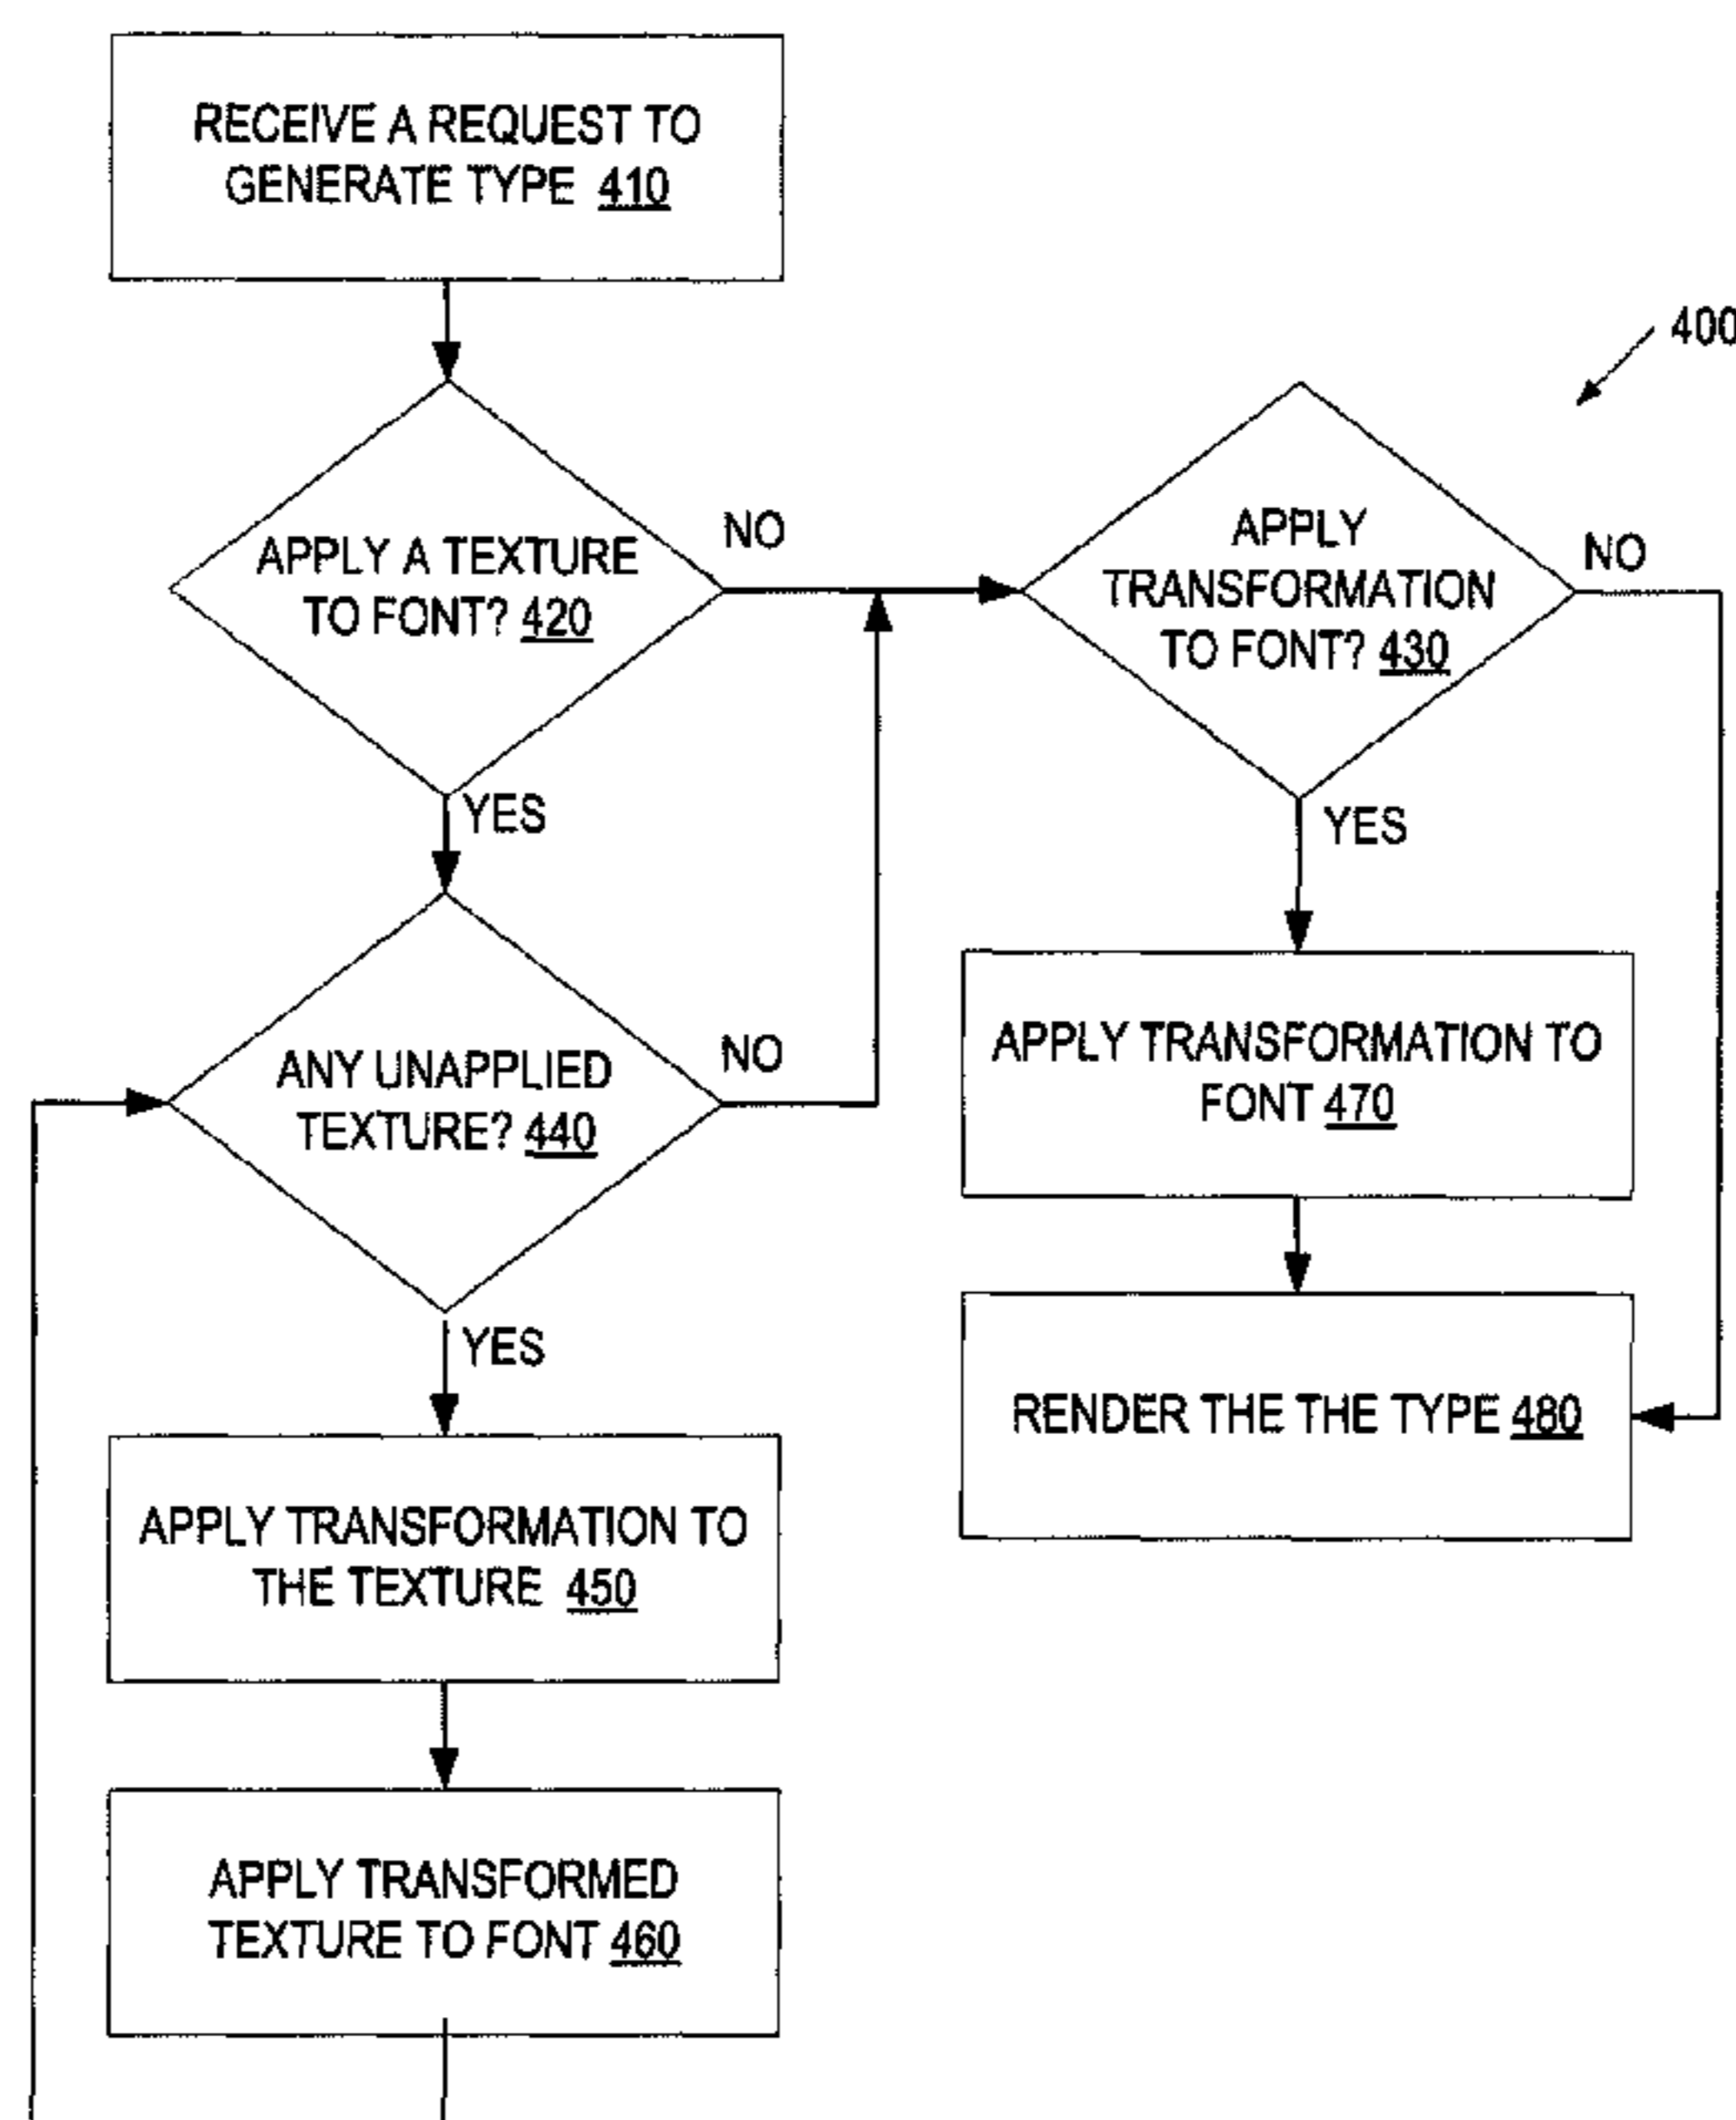 RECEIVE A REQUEST TO
GENERATE TYPE 410
400
APPLY A TEXTURE
TO FONT? 420
NO
YES
APPLY
TRANSFORMATION
TO FONT? 430
NO
YES
ANY UNAPPLIED
TEXTURE? 440
NO
YES
APPLY TRANSFORMATION TO
FONT 470
RENDER THE THE TYPE 480
APPLY TRANSFORMATION TO
THE TEXTURE 450
APPLY TRANSFORMED
TEXTURE TO FONT 460